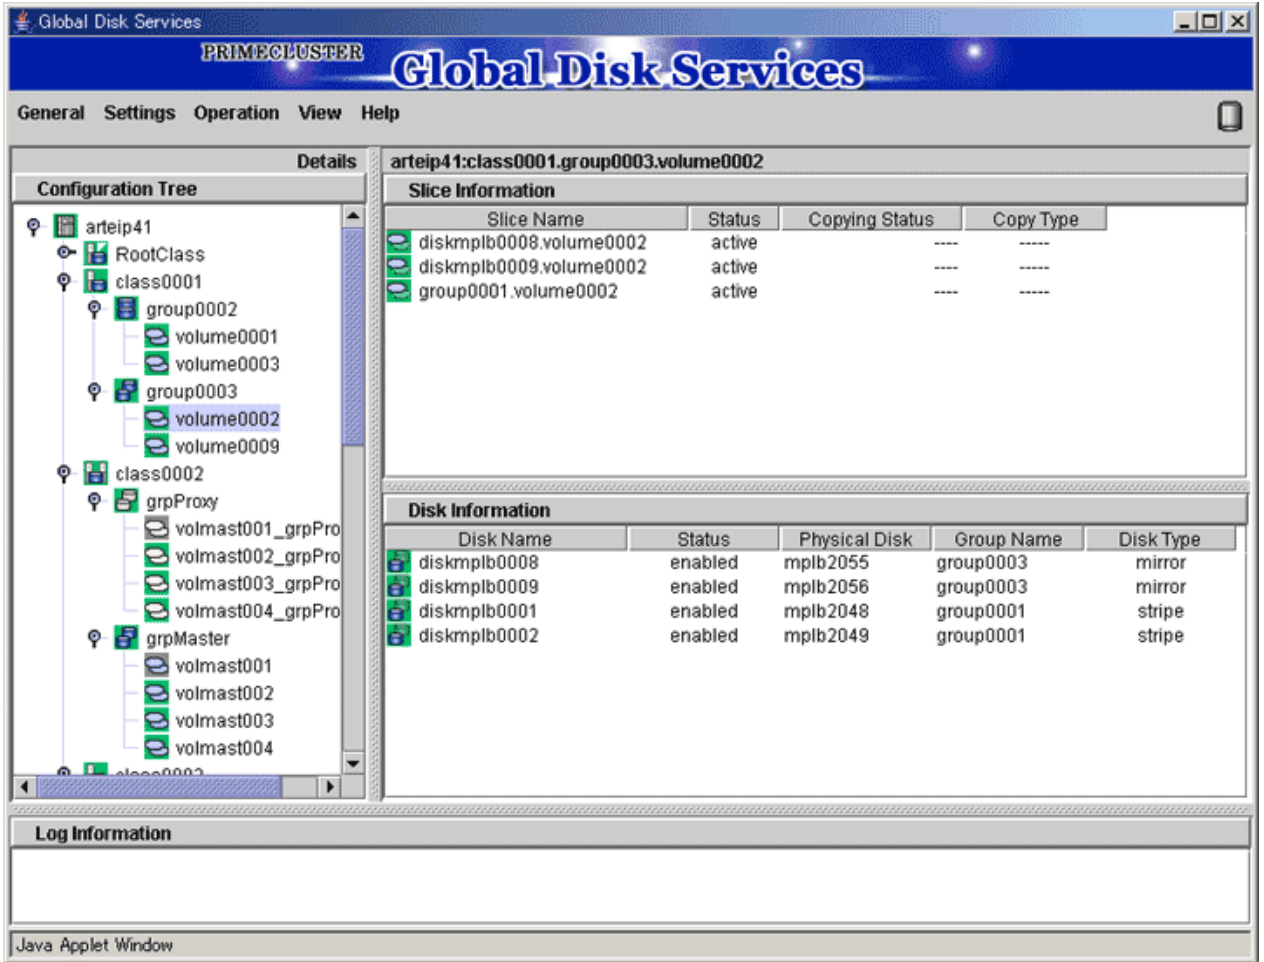 Global Disk Services
PRIMECLUSTER Global Disk Services
General Settings Operation View Help
Details
Configuration Tree
arteip41
RootClass
class0001
group0002
volume0001
volume0003
group0003
volume0002
volume0009
class0002
grpProxy
volmast001_grpPro
volmast002_grpPro
volmast003_grpPro
volmast004_grpPro
grpMaster
volmast001
volmast002
volmast003
volmast004
arteip41:class0001.group0003.volume0002
Slice Information
Slice Name Status Copying Status Copy Type
diskmplb0008.volume0002 active ---- -----
diskmplb0009.volume0002 active ---- -----
group0001.volume0002 active ---- -----
Disk Information
Disk Name Status Physical Disk Group Name Disk Type
diskmplb0008 enabled mplb2055 group0003 mirror
diskmplb0009 enabled mplb2056 group0003 mirror
diskmplb0001 enabled mplb2048 group0001 stripe
diskmplb0002 enabled mplb2049 group0001 stripe
Log Information
Java Applet Window